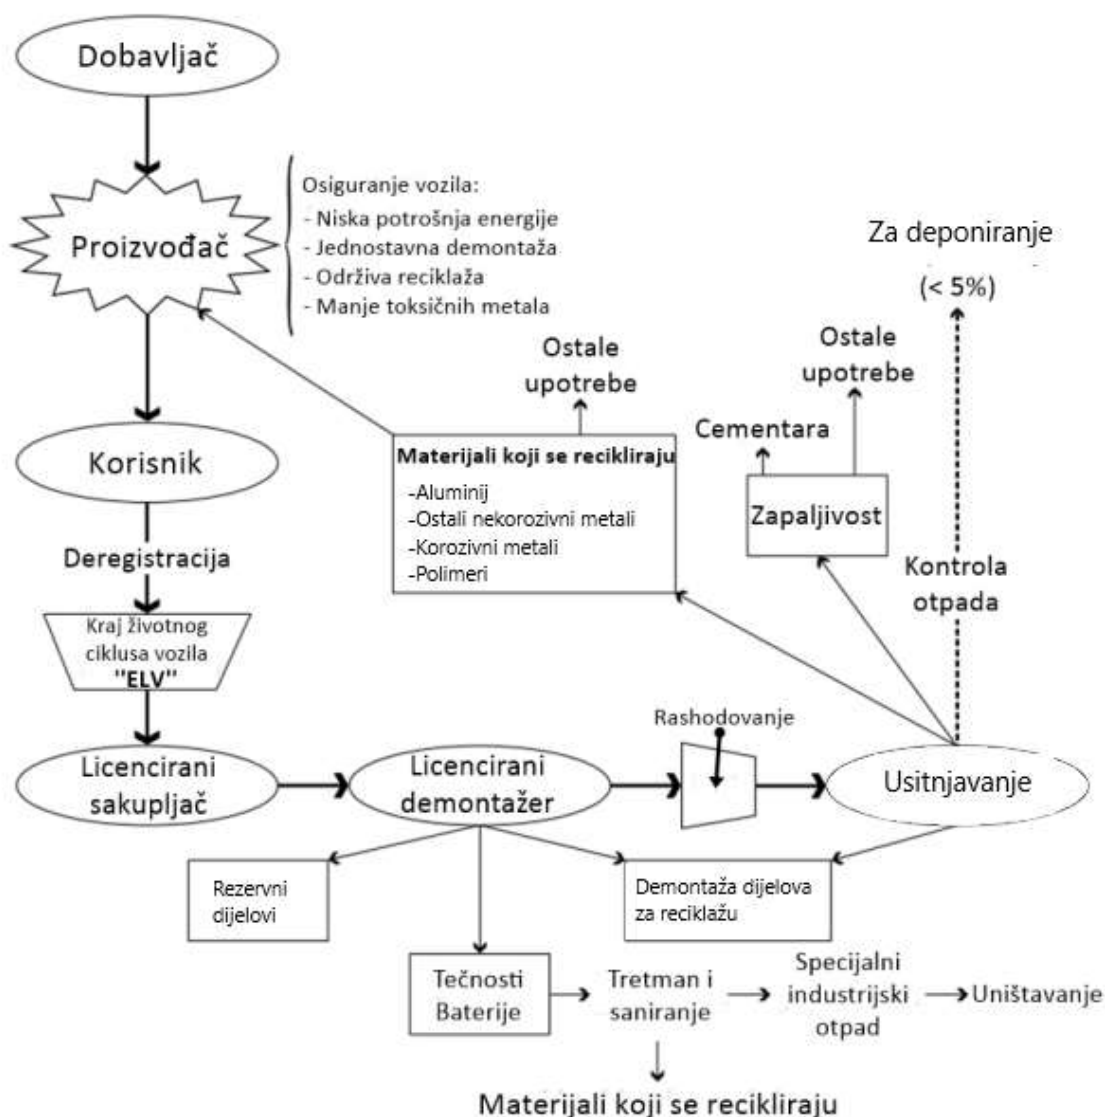 Dobavljač
Proizvođač
Osiguranje vozila:
- Niska potrošnja energije
- Jednostavna demontaža
- Održiva reciklaža
- Manje toksičnih metala
Za deponiranje
(< 5%)
Ostale
upotrebe
Ostale
upotrebe
Cementara
Korisnik
Materijali koji se recikliraju
-Aluminij
-Ostali nekorozivni metali
-Korozivni metali
-Polimeri
Zapaljivost
Kontrola
otpada
Deregistracija
Kraj životnog
ciklusa vozila
"ELV"
Rashodovanje
Licencirani
sakupljač
Licencirani
demontažer
Usitnjavanje
Rezervni
dijelovi
Demontaža dijelova
za reciklažu
Tečnosti
Baterije
Tretman i
saniranje
Specijalni
industrijski
otpad
Uništavanje
Materijali koji se recikliraju